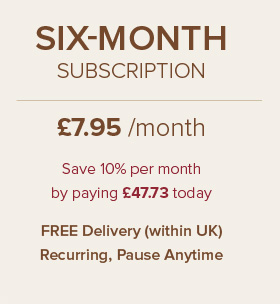 SIX-MONTH
SUBSCRIPTION
£7.95 /month
Save 10% per month
by paying £47.73 today
FREE Delivery (within UK)
Recurring, Pause Anytime